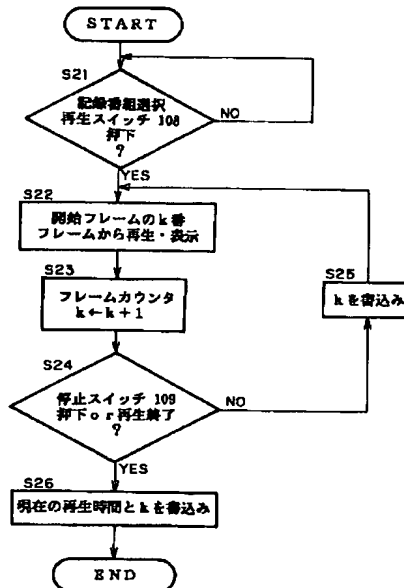 START
S21
記録番組選択
再生スイッチ 108
押下
?
NO
YES
S22
開始フレームのk番
フレームから再生・表示
S23
フレームカウンタ
k←k+1
S25
kを書込み
S24
停止スイッチ 109
押下or再生終了
?
NO
YES
S26
現在の再生時間とkを書込み
END